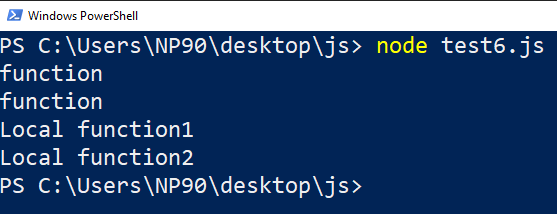 Windows PowerShell
PS C:\Users\NP90\desktop\js> node test6.js
function
function
Local function1
Local function2
PS C:\Users\NP90\desktop\js>